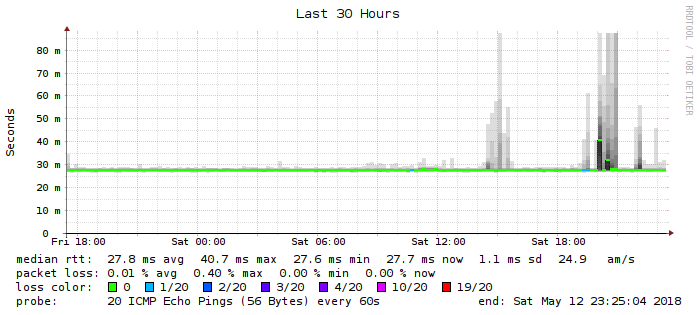 Last 30 Hours
RRDTOOL / TOBI OETIKER
Seconds
80 m
70 m
60 m
50 m
40 m
30 m
20 m
10 m
0
Fri 18:00 Sat 00:00 Sat 06:00 Sat 12:00 Sat 18:00
median rtt: 27.8 ms avg 40.7 ms max 27.6 ms min 27.7 ms now 1.1 ms sd 24.9 am/s
packet loss: 0.01 % avg 0.40 % max 0.00 % min 0.00 % now
loss color: 0 1/20 2/20 3/20 4/20 10/20 19/20
probe: 20 ICMP Echo Pings (56 Bytes) every 60s end: Sat May 12 23:25:04 2018